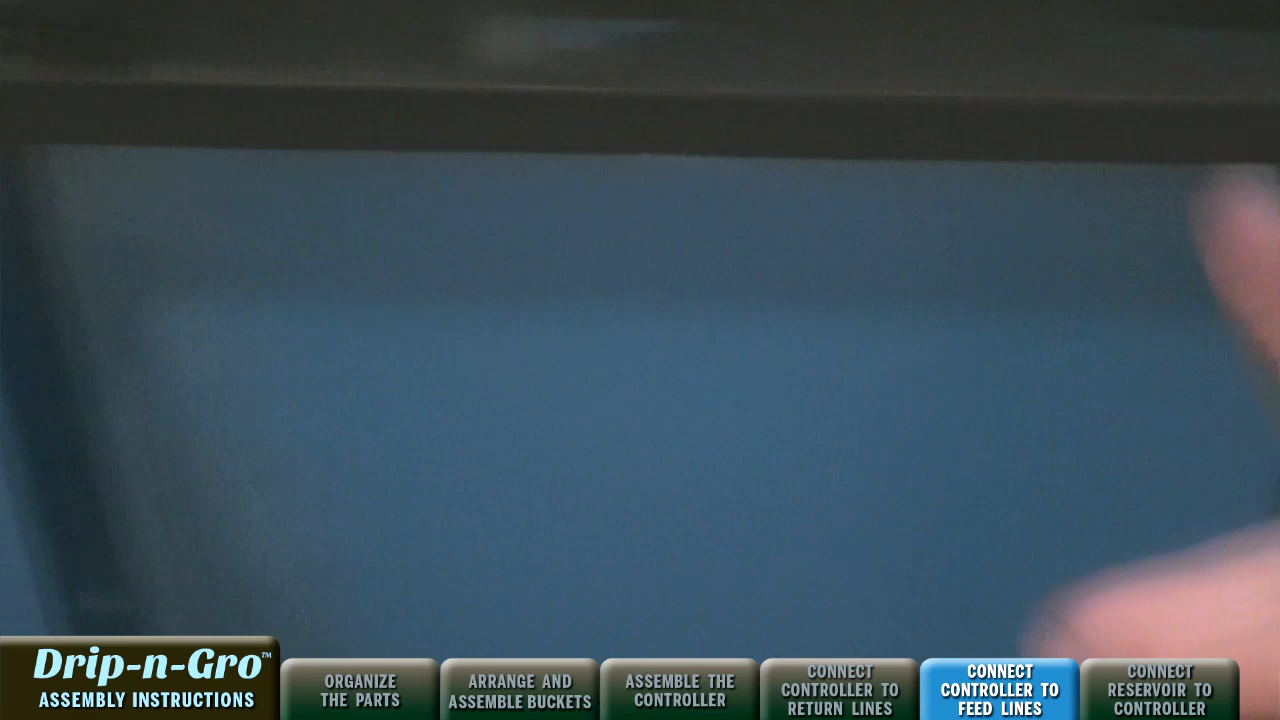 Drip-n-Gro™
ASSEMBLY INSTRUCTIONS
ORGANIZE
THE PARTS
ARRANGE AND
ASSEMBLE BUCKETS
ASSEMBLE THE
CONTROLLER
CONNECT
CONTROLLER TO
RETURN LINES
CONNECT
CONTROLLER TO
FEED LINES
CONNECT
RESERVOIR TO
CONTROLLER